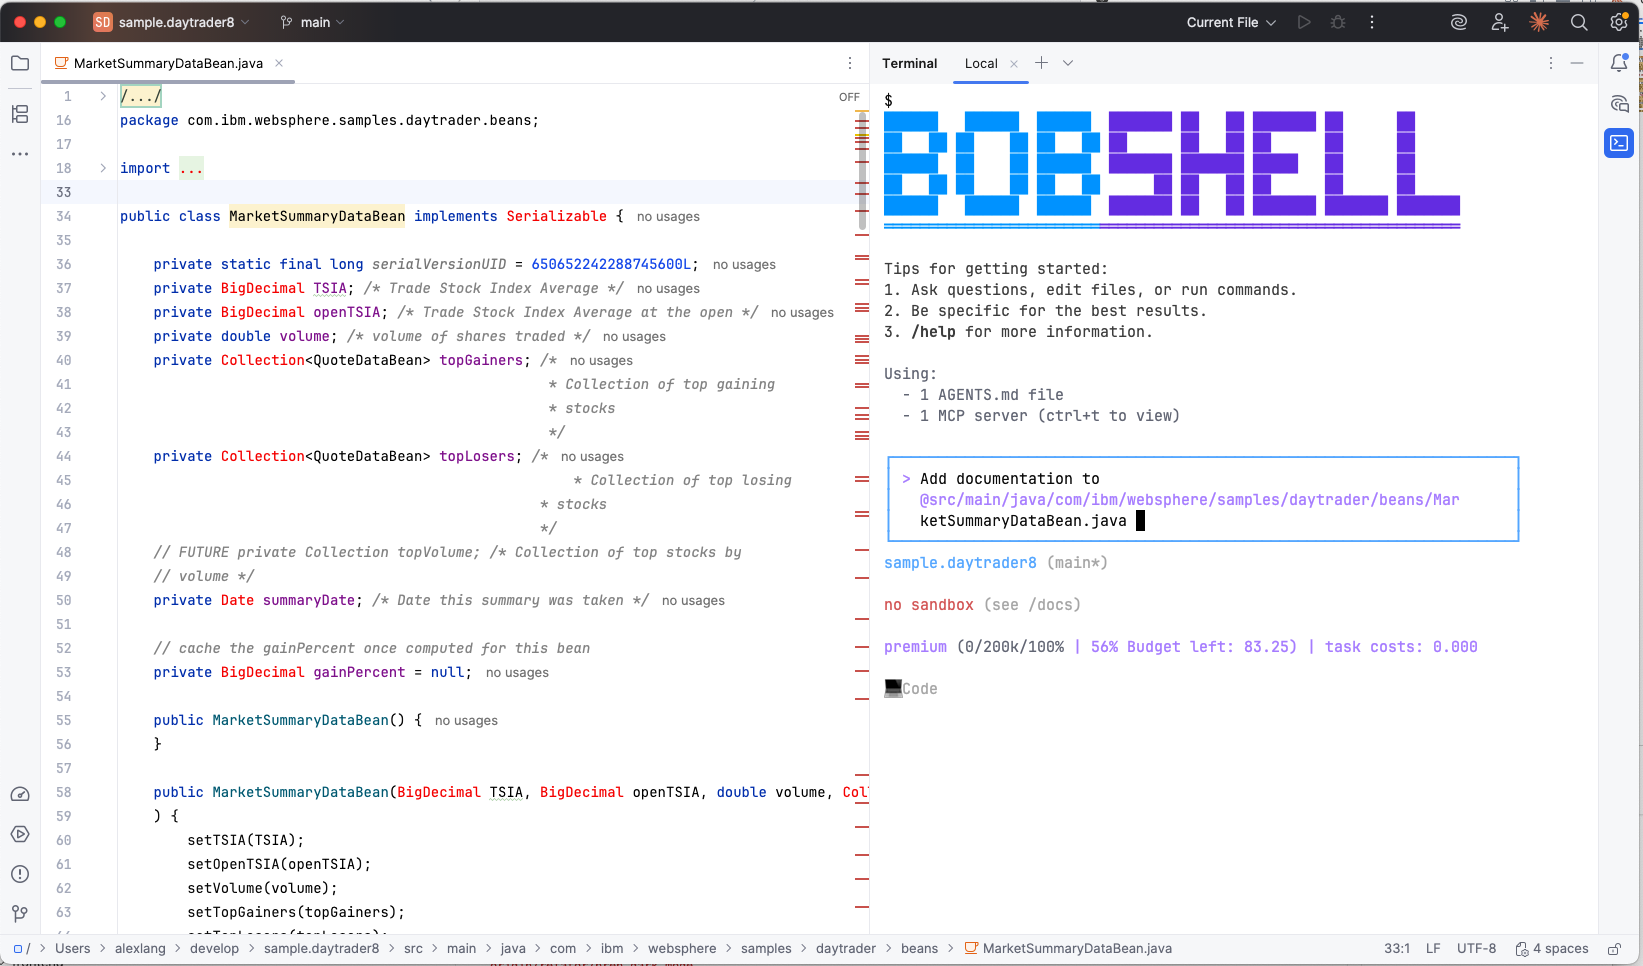 SD sample.daytrader8
main
Current File
MarketSummaryDataBean.java
Terminal
Local
OFF
1 /.../
16 package com.ibm.websphere.samples.daytrader.beans;
17
18 import ...
33
34 public class MarketSummaryDataBean implements Serializable { no usages
35
36 private static final long serialVersionUID = 650652242288745600L; no usages
37 private BigDecimal TSIA; /* Trade Stock Index Average */ no usages
38 private BigDecimal openTSIA; /* Trade Stock Index Average at the open */ no usages
39 private double volume; /* volume of shares traded */ no usages
40 private Collection<QuoteDataBean> topGainers; /* no usages
41 * Collection of top gaining
42 * stocks
43 */
44 private Collection<QuoteDataBean> topLosers; /* no usages
45 * Collection of top losing
46 * stocks
47 */
48 // FUTURE private Collection topVolume; /* Collection of top stocks by
49 // volume */
50 private Date summaryDate; /* Date this summary was taken */ no usages
51
52 // cache the gainPercent once computed for this bean
53 private BigDecimal gainPercent = null; no usages
54
55 public MarketSummaryDataBean() { no usages
56 }
57
58 public MarketSummaryDataBean(BigDecimal TSIA, BigDecimal openTSIA, double volume, Col
59 ) {
60 setTSIA(TSIA);
61 setOpenTSIA(openTSIA);
62 setVolume(volume);
63 setTopGainers(topGainers);
$
BOBSHELL
Tips for getting started:
1. Ask questions, edit files, or run commands.
2. Be specific for the best results.
3. /help for more information.
Using:
- 1 AGENTS.md file
- 1 MCP server (ctrl+t to view)
> Add documentation to
@src/main/java/com/ibm/websphere/samples/daytrader/beans/Mar
ketSummaryDataBean.java
sample.daytrader8 (main*)
no sandbox (see /docs)
premium (0/200k/100% | 56% Budget left: 83.25) | task costs: 0.000
Code
/ > Users > alexlang > develop > sample.daytrader8 > src > main > java > com > ibm > websphere > samples > daytrader > beans > MarketSummaryDataBean.java
33:1 LF UTF-8 4 spaces